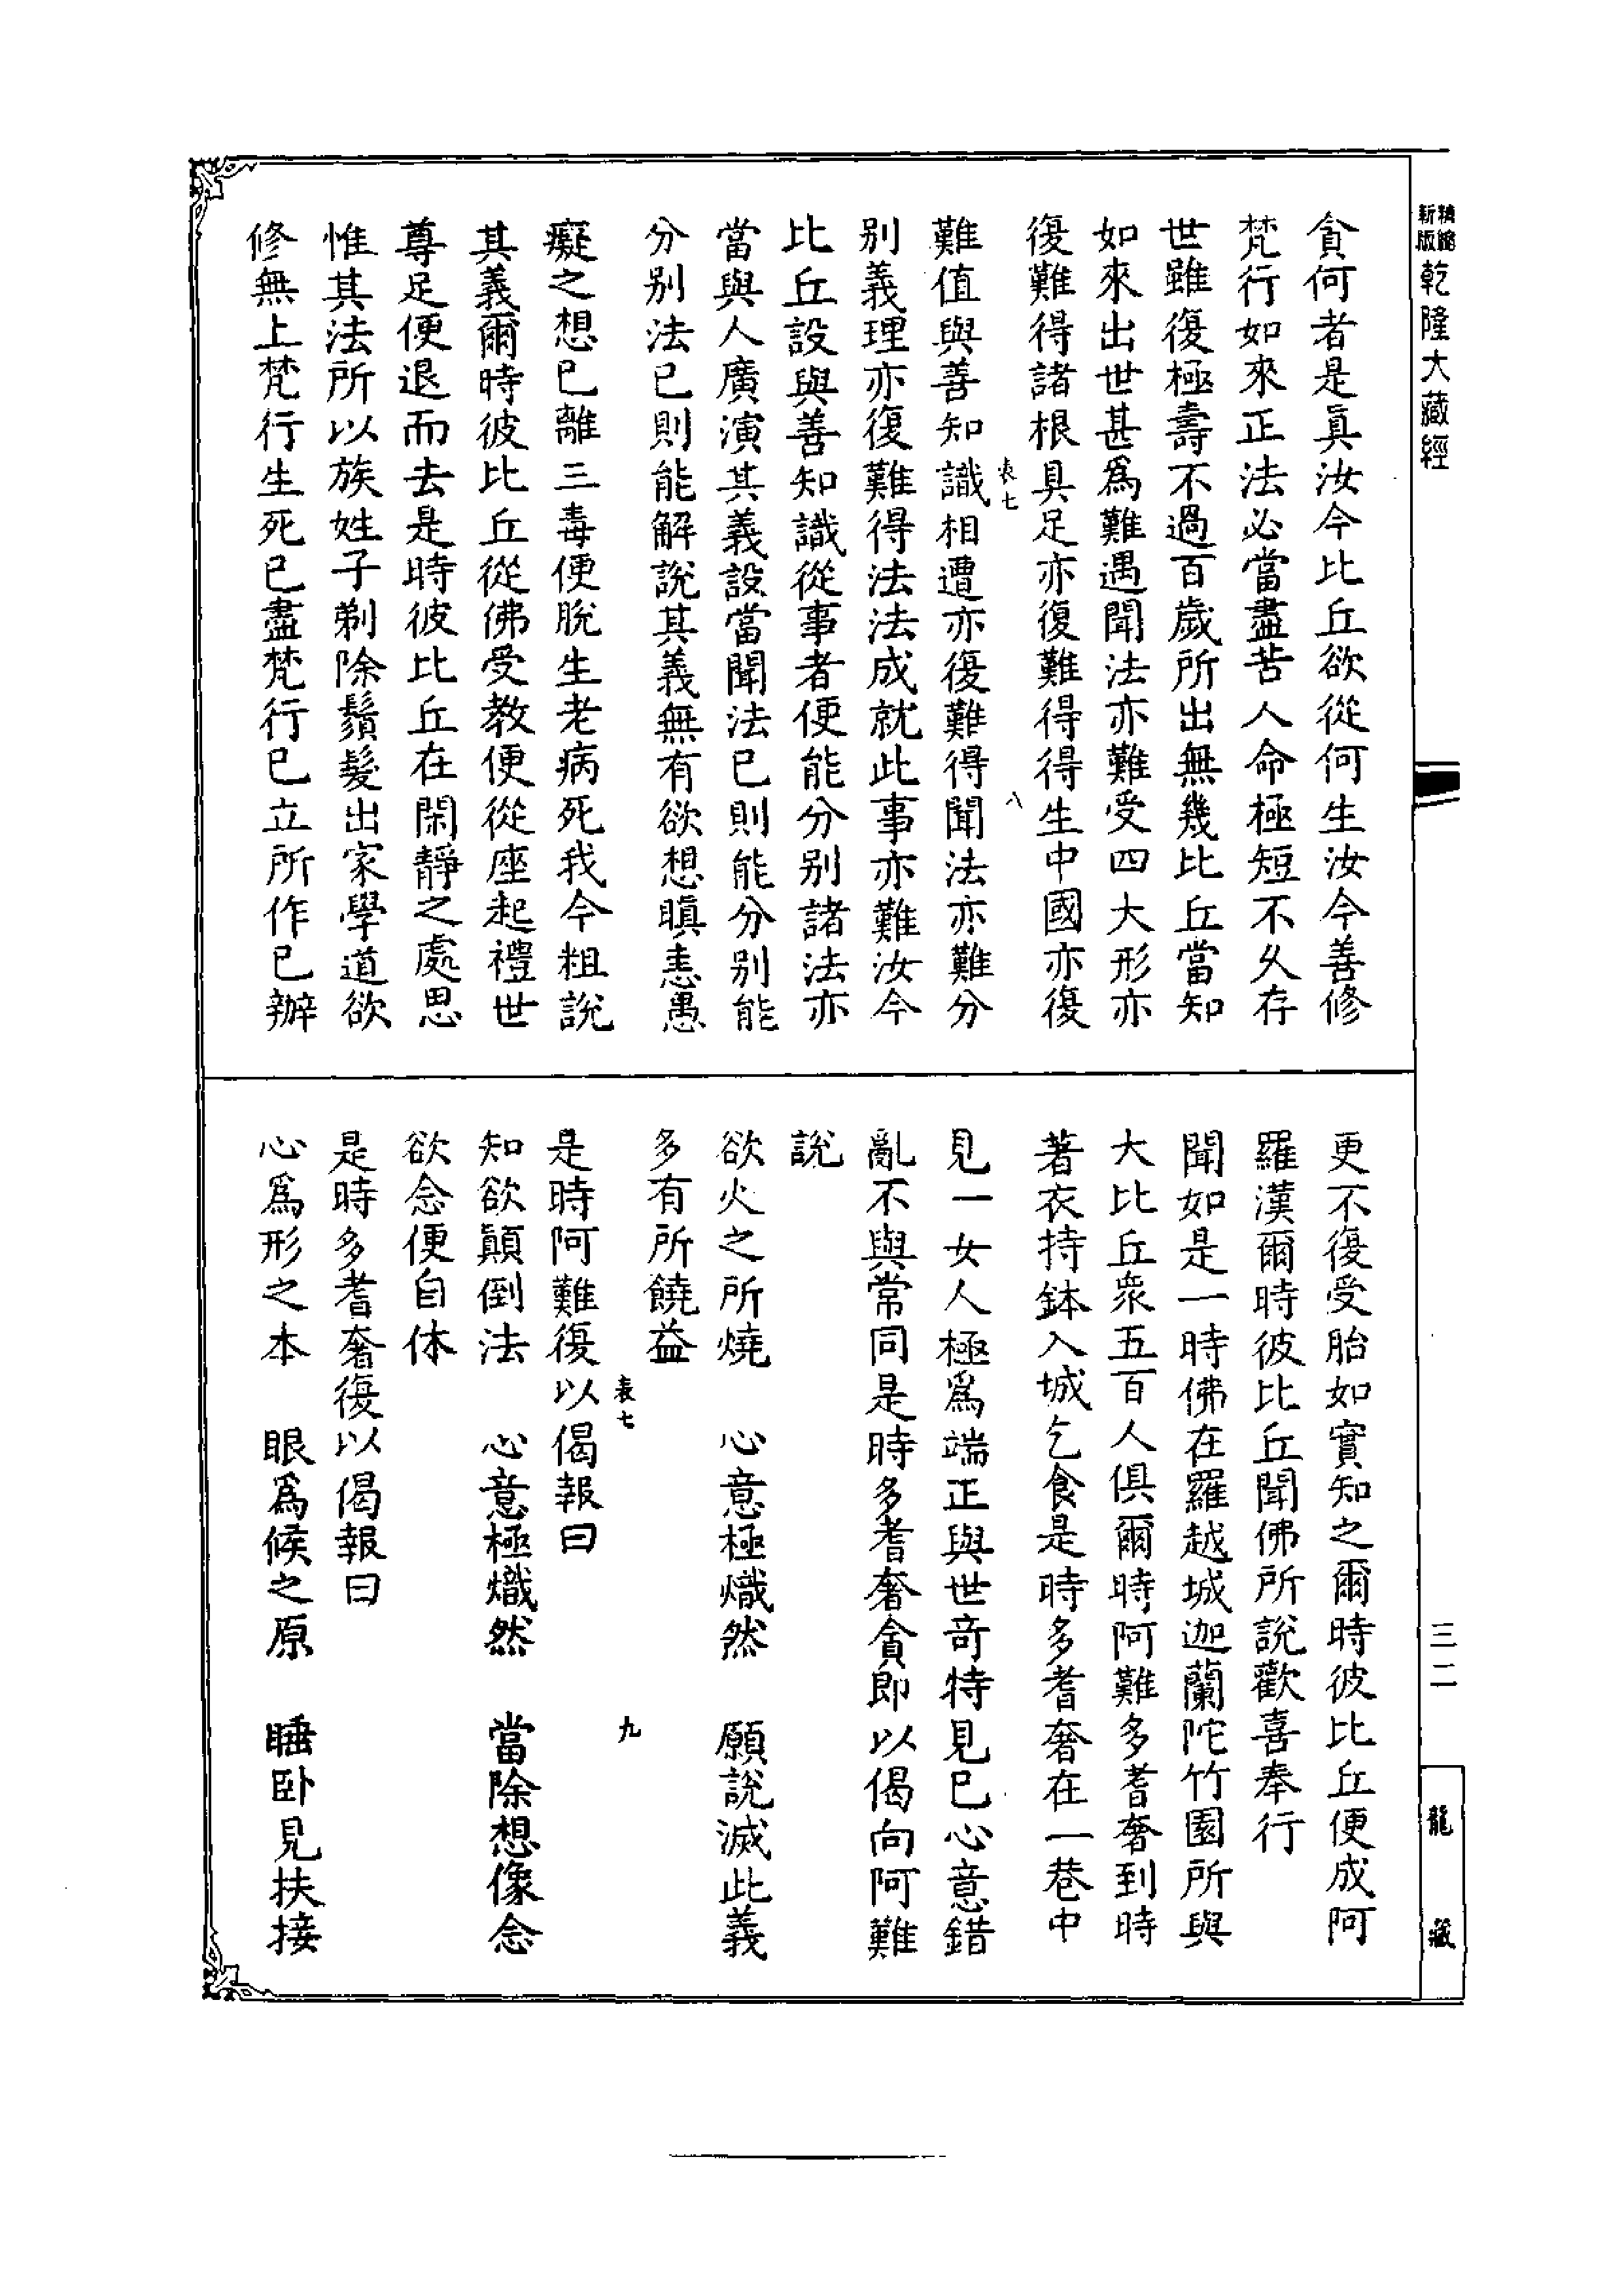 精縮新版乾隆大藏經
貪何者是真汝今比丘欲從何生汝今善修
梵行如來正法必當盡苦人命極短不久存
世雖復極壽不過百歲所出無幾比丘當知
如來出世甚爲難遇聞法亦難受四大形亦
復難得諸根具足亦復難得得生中國亦復
表七 八
難值與善知識相遭亦復難得聞法亦難分
别義理亦復難得法法成就此事亦難汝今
比丘設與善知識從事者便能分别諸法亦
當與人廣演其義設當聞法已則能分别能
分别法已則能解說其義無有欲想瞋恚愚
癡之想已離三毒便脫生老病死我今粗說
其義爾時彼比丘從佛受教便從座起禮世
尊足便退而去是時彼比丘在閑靜之處思
惟其法所以族姓子剃除鬚髮出家學道欲
修無上梵行生死已盡梵行已立所作已辦
更不復受胎如實知之爾時彼比丘便成阿
羅漢爾時彼比丘聞佛所說歡喜奉行
聞如是一時佛在羅越城迦蘭陀竹園所與
大比丘衆五百人俱爾時阿難多耆奢到時
著衣持鉢入城乞食是時多耆奢在一巷中
見一女人極爲端正與世奇特見已心意錯
亂不與常同是時多耆奢貪即以偈向阿難
說
欲火之所燒 心意極熾然 願說滅此義
多有所饒益
表七 九
是時阿難復以偈報曰
知欲顛倒法 心意極熾然 當除想像念
欲念便自休
是時多耆奢復以偈報曰
心爲形之本 眼爲候之原 睡卧見扶接
三二
龍藏